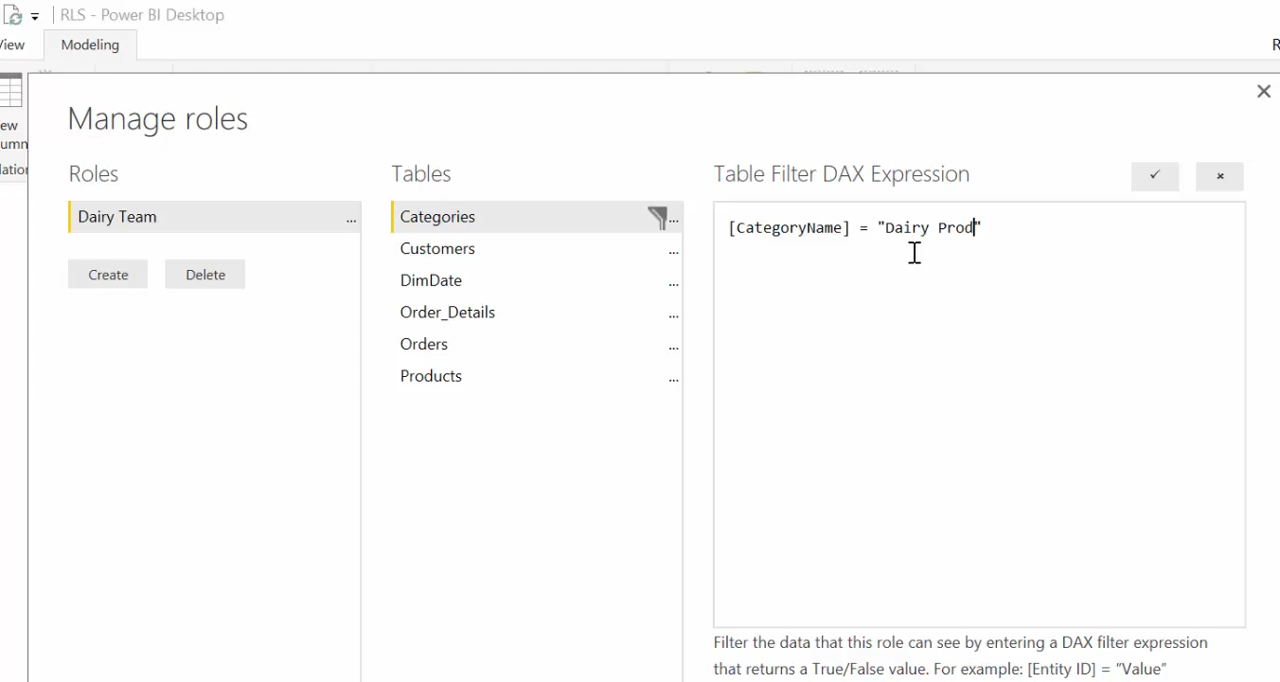 RLS - Power BI Desktop
View
Modeling
Manage roles
Roles
Tables
Table Filter DAX Expression
Dairy Team
...
Categories
...
[CategoryName] = "Dairy Prod"
Customers
...
Create
Delete
DimDate
...
Order_Details
...
Orders
...
Products
...
Filter the data that this role can see by entering a DAX filter expression
that returns a True/False value. For example: [Entity ID] = "Value"